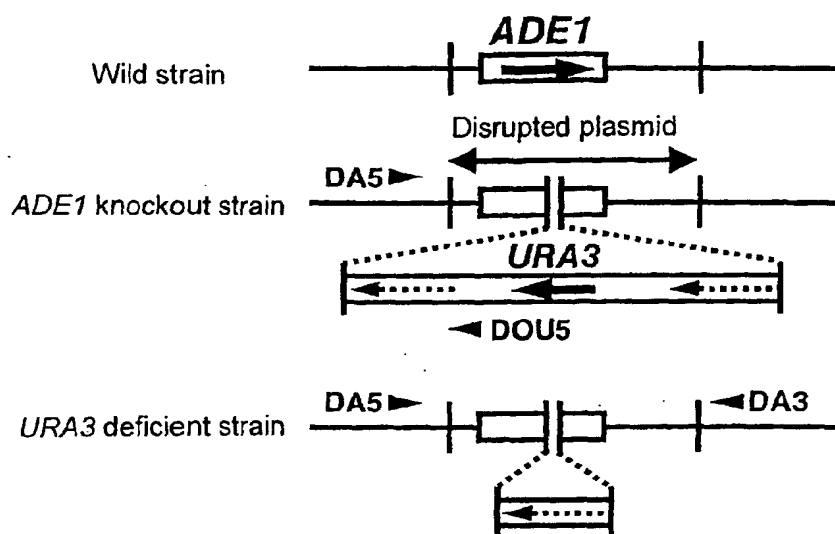 ADE1
Wild strain
Disrupted plasmid
DA5
ADE1 knockout strain
URA3
DOU5
DA5
DA3
URA3 deficient strain